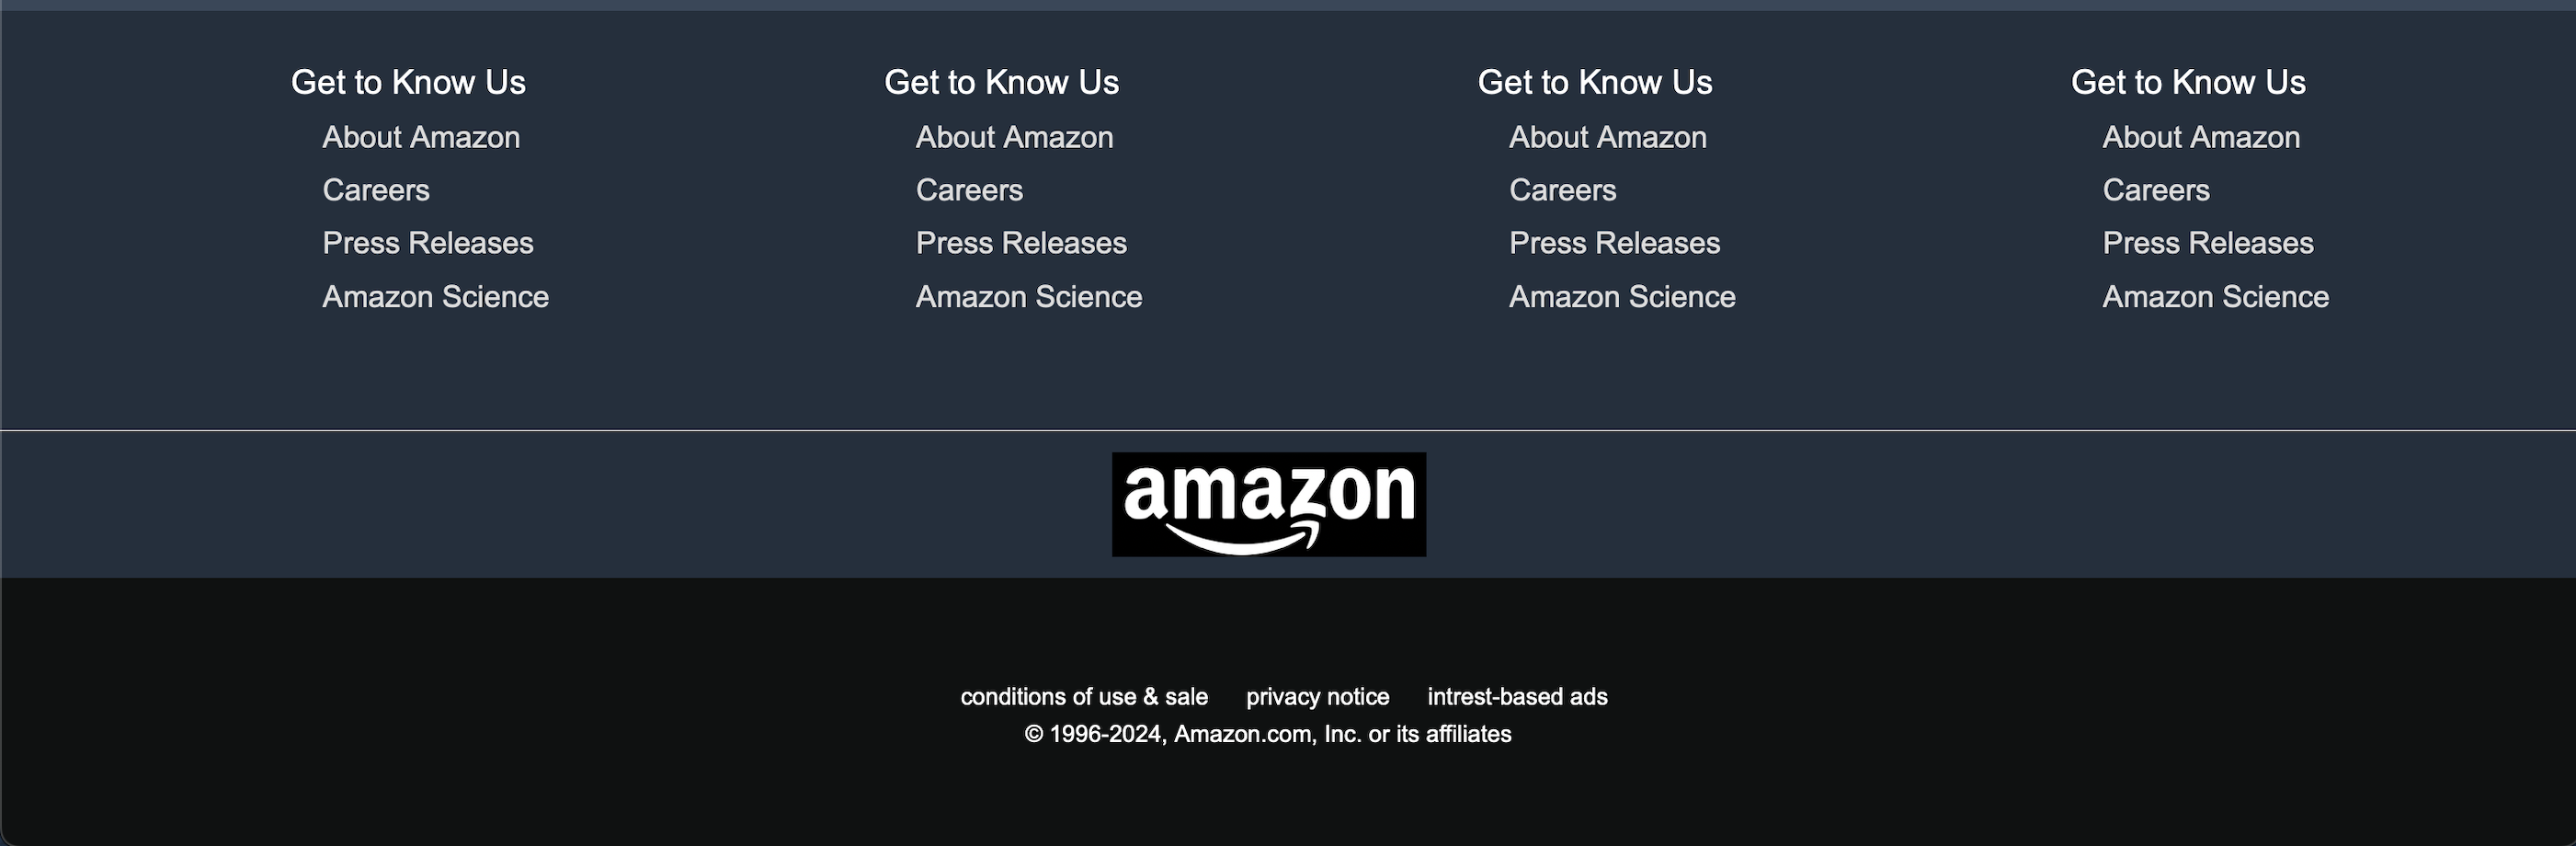 Get to Know Us
About Amazon
Careers
Press Releases
Amazon Science
Get to Know Us
About Amazon
Careers
Press Releases
Amazon Science
Get to Know Us
About Amazon
Careers
Press Releases
Amazon Science
Get to Know Us
About Amazon
Careers
Press Releases
Amazon Science
amazon
conditions of use & sale privacy notice intrest-based ads
© 1996-2024, Amazon.com, Inc. or its affiliates